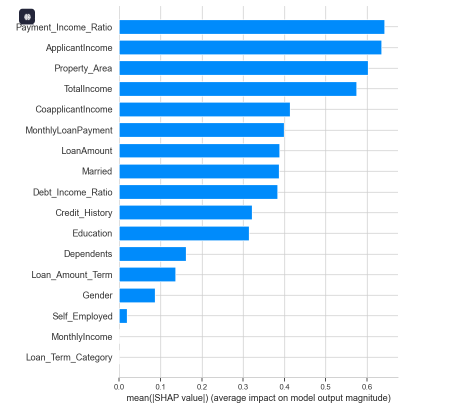 Payment_Income_Ratio
ApplicantIncome
Property_Area
TotalIncome
CoapplicantIncome
MonthlyLoanPayment
LoanAmount
Married
Debt_Income_Ratio
Credit_History
Education
Dependents
Loan_Amount_Term
Gender
Self_Employed
MonthlyIncome
Loan_Term_Category
0.0 0.1 0.2 0.3 0.4 0.5 0.6
mean(|SHAP value|) (average impact on model output magnitude)